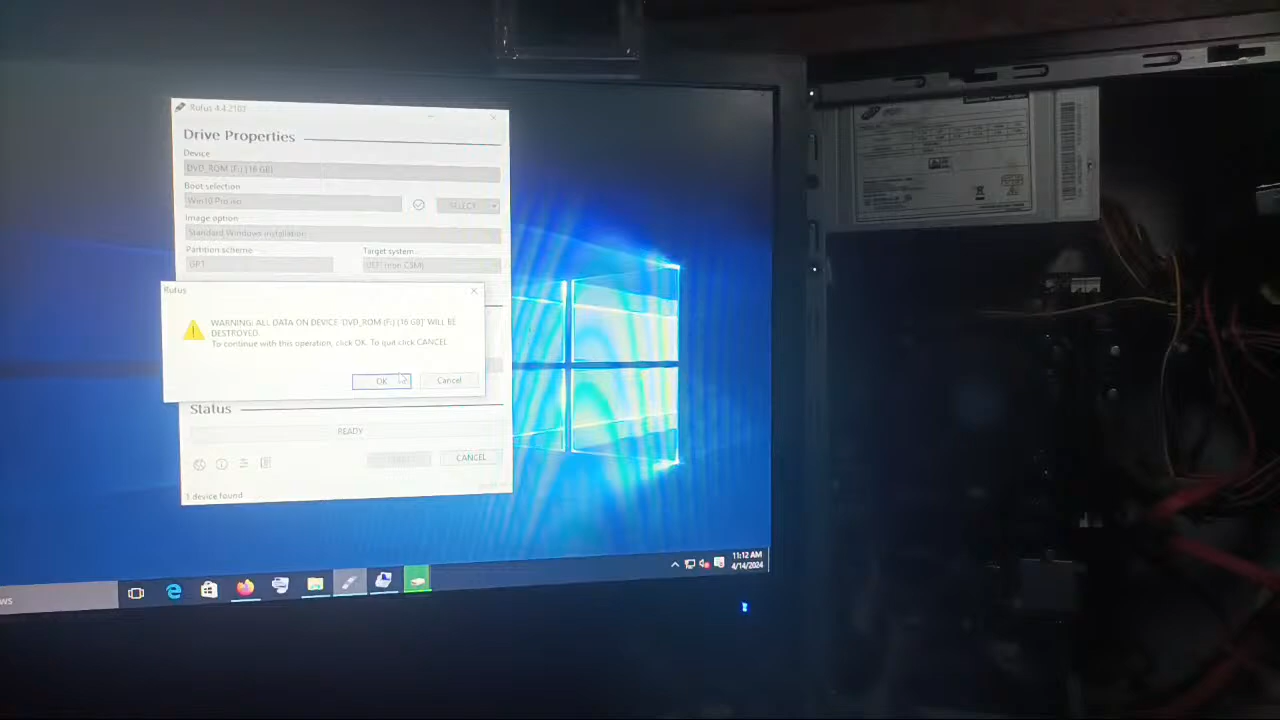 Rufus 4.4.2103
Drive Properties
Device
DVD_ROM (F:) [16 GB]
Boot selection
Win10 Pro.iso
SELECT
Image option
Standard Windows installation
Partition scheme
Target system
GPT
UEFI (non CSM)
Rufus
WARNING: ALL DATA ON DEVICE 'DVD_ROM (F:) [16 GB]' WILL BE
DESTROYED.
To continue with this operation, click OK. To quit click CANCEL.
OK
Cancel
Status
READY
CANCEL
1 device found
11:12 AM
4/14/2024
ws